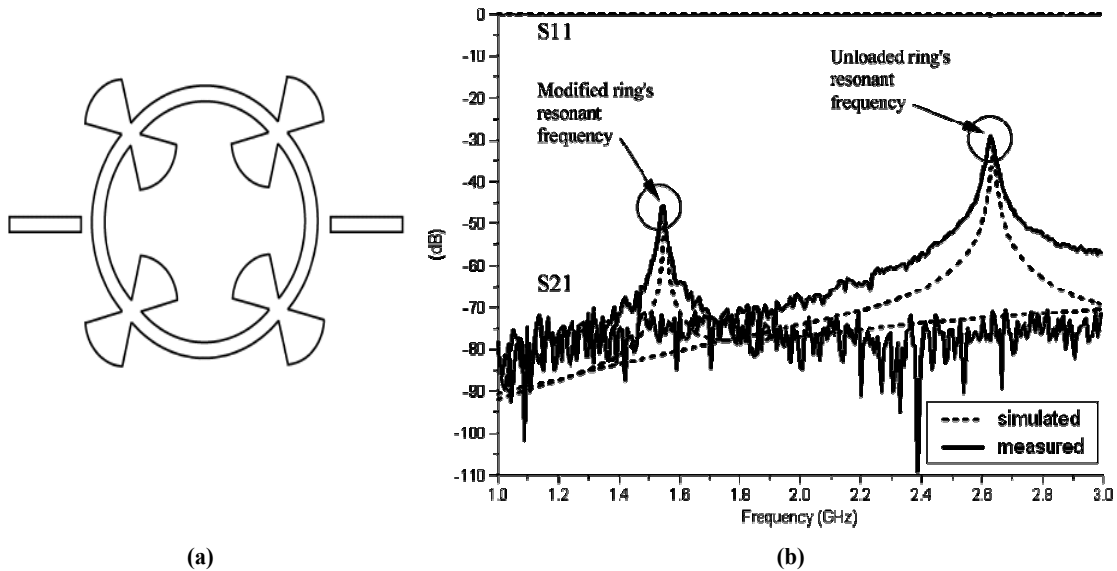 0
-10
-20
-30
-40
-50
-60
-70
-80
-90
-100
-110
(dB)
S11
Modified ring's
resonant
frequency
Unloaded ring's
resonant
frequency
S21
simulated
measured
1.0 1.2 1.4 1.6 1.8 2.0 2.2 2.4 2.6 2.8 3.0
Frequency (GHz)
(a) (b)